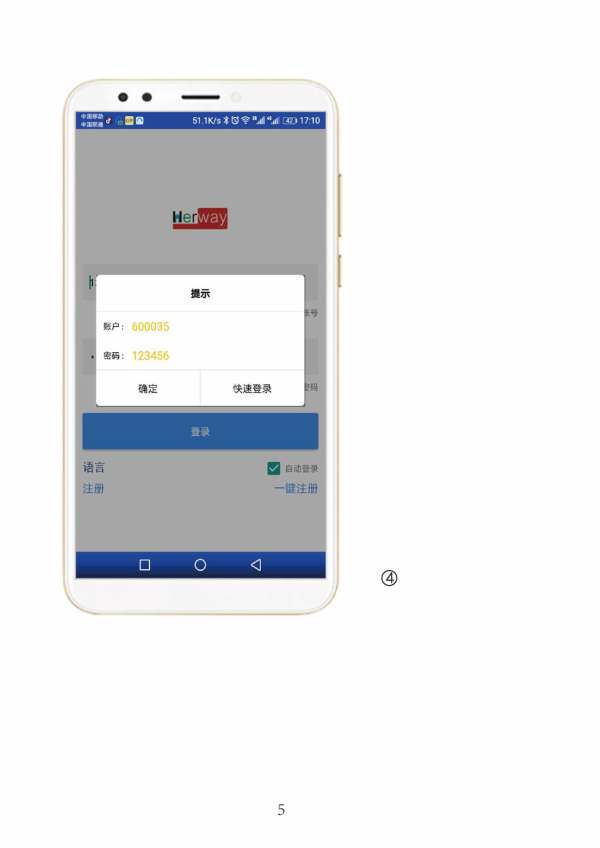 中国移动
中国联通
51.1K/s 42 17:10
Herway
提示
账户： 600035
帐号
密码： 123456
确定 快速登录
密码
登录
语言 自动登录
注册 一键注册
④
5